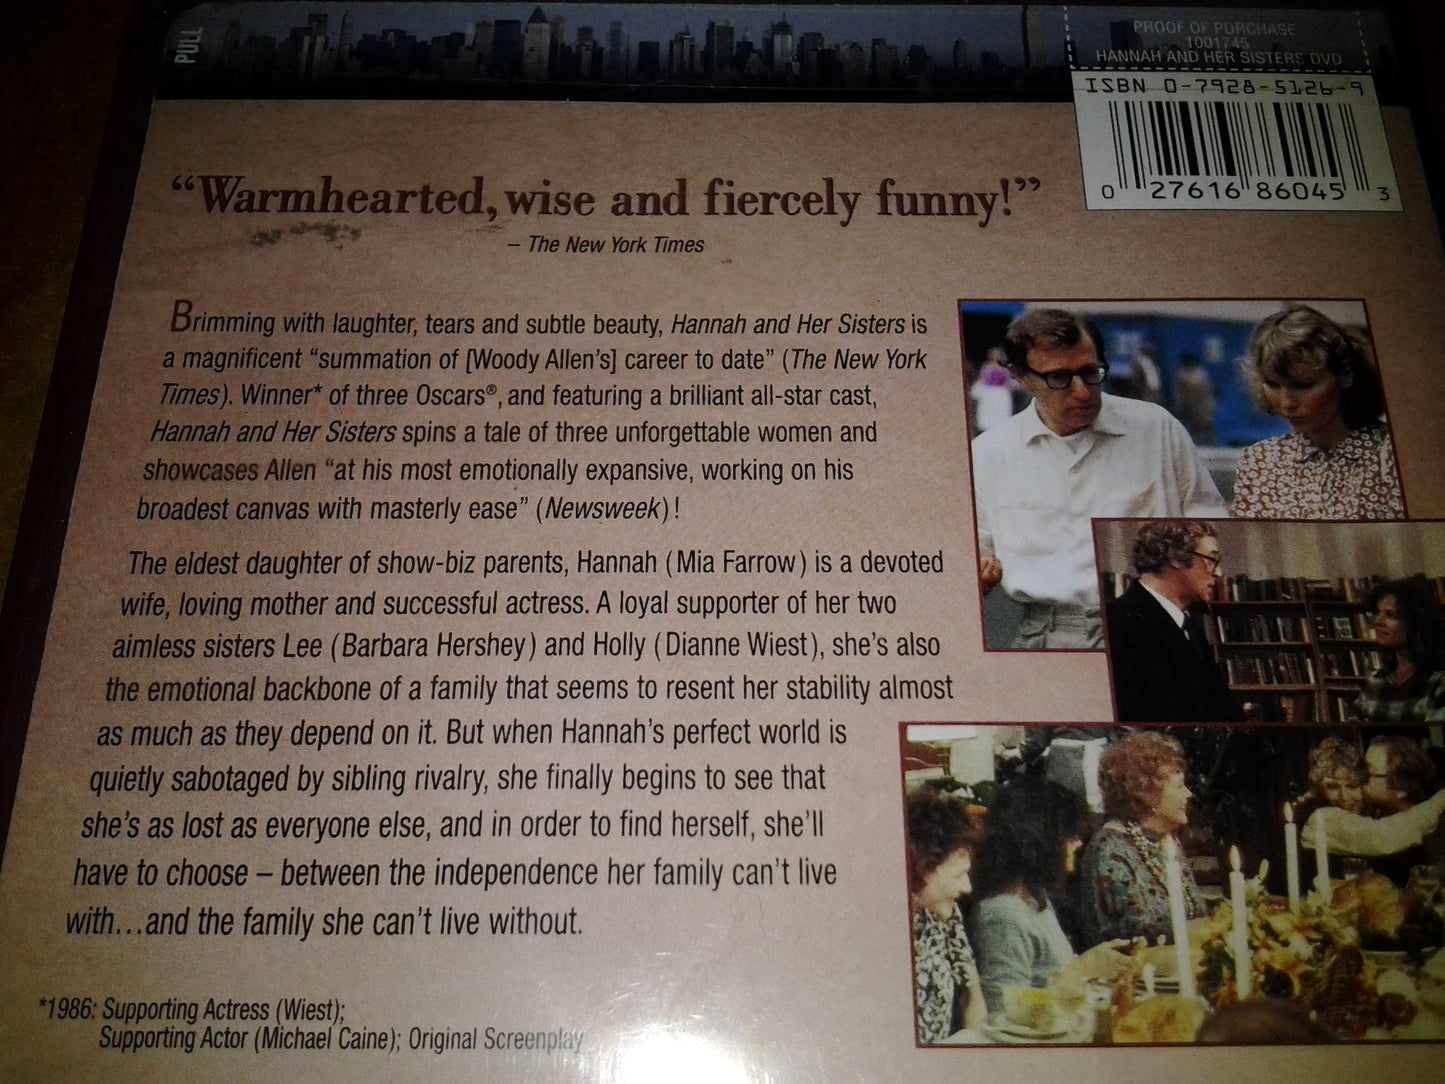 PULL
PROOF OF PURCHASE
1001745
HANNAH AND HER SISTERS DVD
ISBN 0-7928-5126-9
0 27616 86045 3
“Warmhearted, wise and fiercely funny!”
– The New York Times
Brimming with laughter, tears and subtle beauty, Hannah and Her Sisters is
a magnificent “summation of [Woody Allen’s] career to date” (The New York
Times). Winner* of three Oscars®, and featuring a brilliant all-star cast,
Hannah and Her Sisters spins a tale of three unforgettable women and
showcases Allen “at his most emotionally expansive, working on his
broadest canvas with masterly ease” (Newsweek)!
The eldest daughter of show-biz parents, Hannah (Mia Farrow) is a devoted
wife, loving mother and successful actress. A loyal supporter of her two
aimless sisters Lee (Barbara Hershey) and Holly (Dianne Wiest), she’s also
the emotional backbone of a family that seems to resent her stability almost
as much as they depend on it. But when Hannah’s perfect world is
quietly sabotaged by sibling rivalry, she finally begins to see that
she’s as lost as everyone else, and in order to find herself, she’ll
have to choose – between the independence her family can’t live
with...and the family she can’t live without.
*1986: Supporting Actress (Wiest);
Supporting Actor (Michael Caine); Original Screenplay